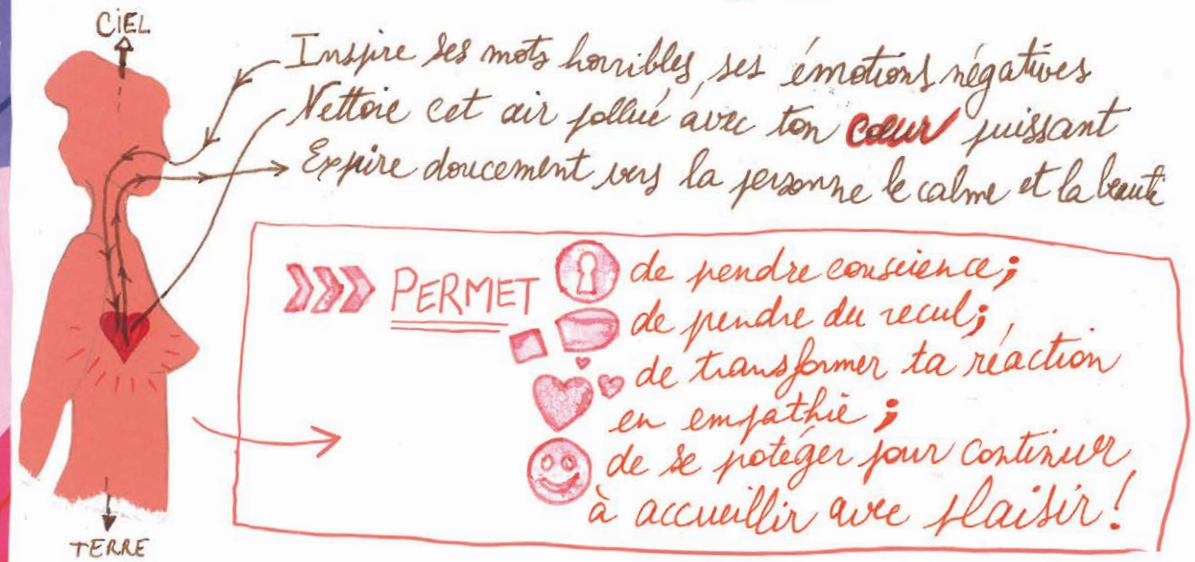 CIEL
Inspire ses mots horribles, ses émotions négatives
Nettoie cet air pollué avec ton cœur puissant
Expire doucement vers la personne le calme et la beauté
PERMET
de pendre conscience;
de pendre du recul;
de transformer ta réaction
en empathie;
de se potéger pour continuer
à accueillir avec plaisir!
TERRE